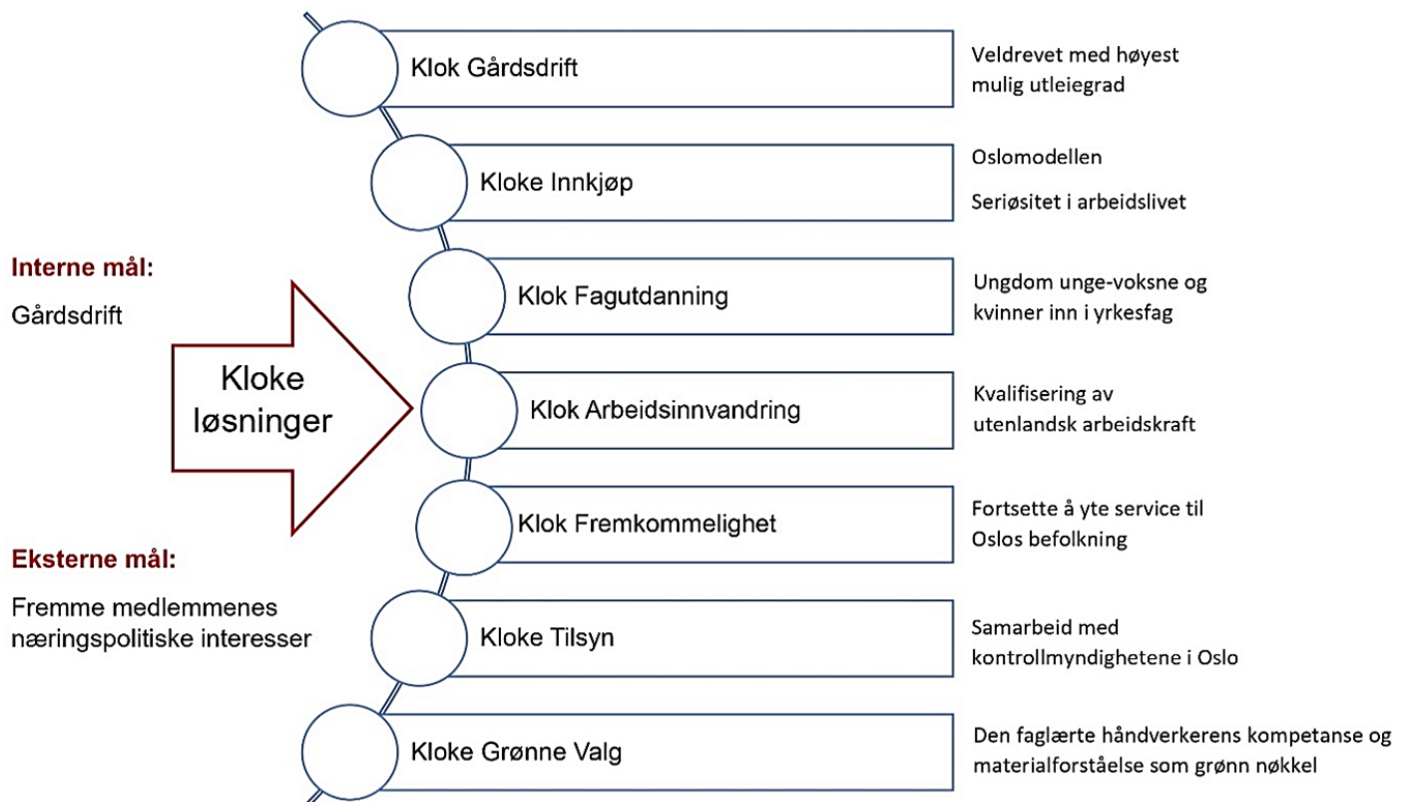 Klok Gårdsdrift
Veldrevet med høyest
mulig utleiegrad
Kloke Innkjøp
Oslomodellen
Seriøsitet i arbeidslivet
Interne mål:
Gårdsdrift
Klok Fagutdanning
Ungdom unge-voksne og
kvinner inn i yrkesfag
Kloke
løsninger
Klok Arbeidsinnvandring
Kvalifisering av
utenlandsk arbeidskraft
Klok Fremkommelighet
Fortsette å yte service til
Oslos befolkning
Eksterne mål:
Fremme medlemmenes
næringspolitiske interesser
Kloke Tilsyn
Samarbeid med
kontrollmyndighetene i Oslo
Kloke Grønne Valg
Den faglærte håndverkerens kompetanse og
materialforståelse som grønn nøkkel